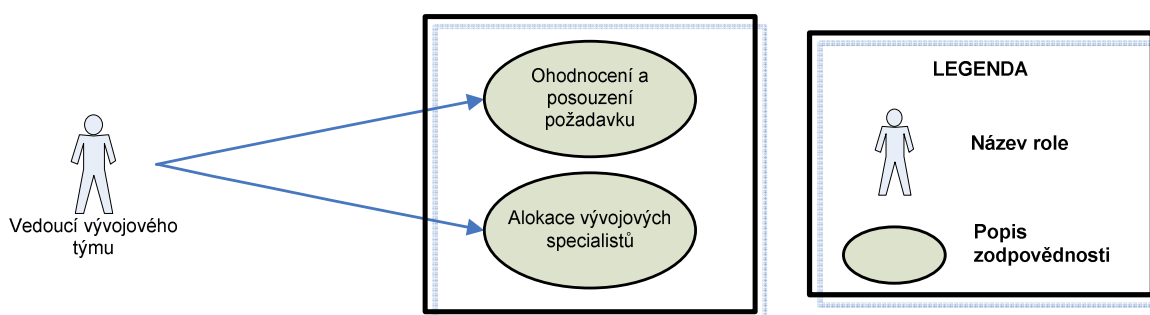 Vedoucí vývojového
týmu
Ohodnocení a
posouzení
požadavku
Alokace vývojových
specialistů
LEGENDA
Název role
Popis
zodpovědnosti